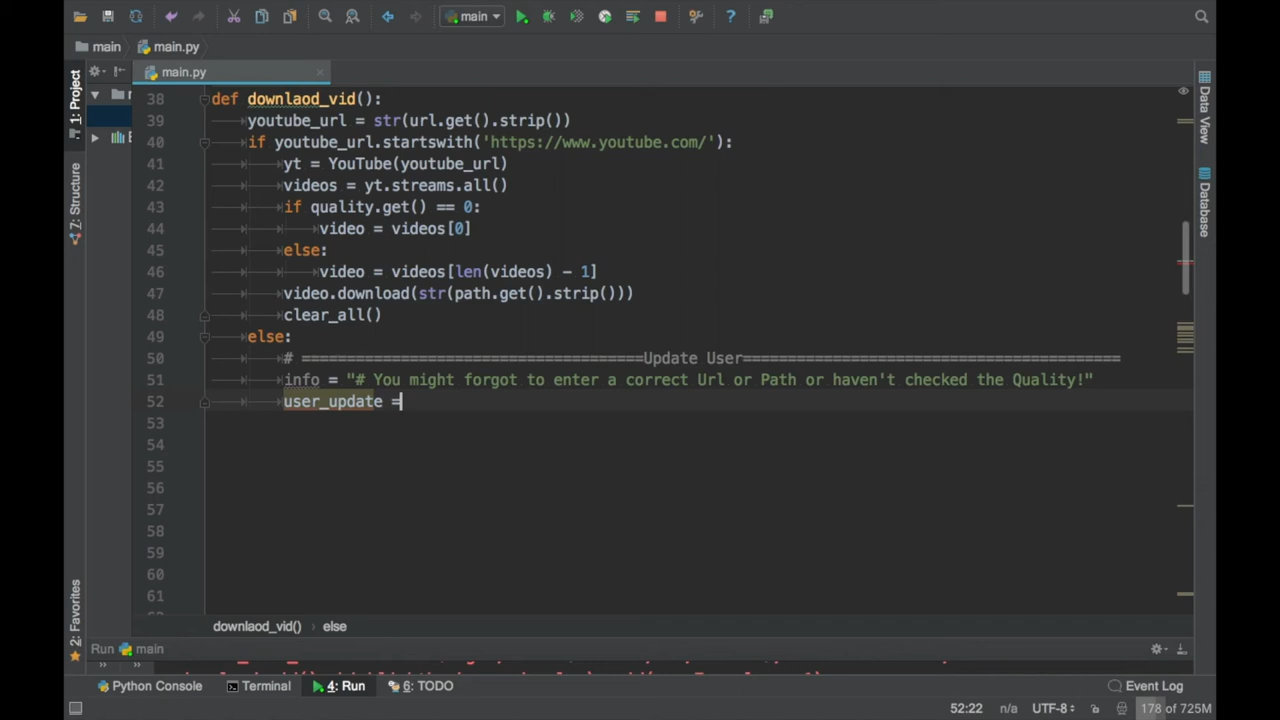 main
main
main.py
1: Project
7: Structure
2: Favorites
main.py
Data View
Database
38 def downlaod_vid():
39 youtube_url = str(url.get().strip())
40 if youtube_url.startswith('https://www.youtube.com/'):
41 yt = YouTube(youtube_url)
42 videos = yt.streams.all()
43 if quality.get() == 0:
44 video = videos[0]
45 else:
46 video = videos[len(videos) - 1]
47 video.download(str(path.get().strip()))
48 clear_all()
49 else:
50 # ======================================Update User==========================================
51 info = "# You might forgot to enter a correct Url or Path or haven't checked the Quality!"
52 user_update =
53
54
55
56
57
58
59
60
61
downlaod_vid() else
Run main
Python Console Terminal 4: Run 6: TODO Event Log
52:22 n/a UTF-8 178 of 725M